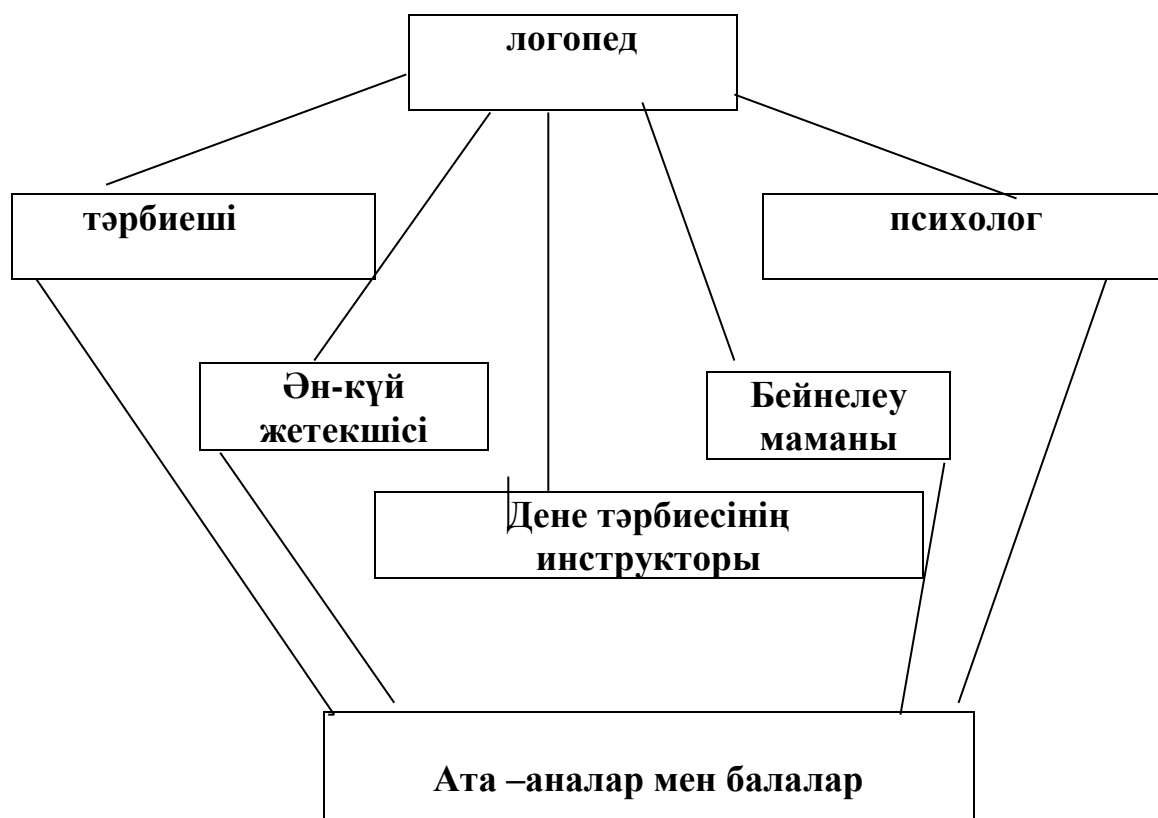 логопед
тәрбиеші
психолог
Ән-күй
жетекшісі
Бейнелеу
маманы
Дене тәрбиесінің
инструкторы
Ата –аналар мен балалар